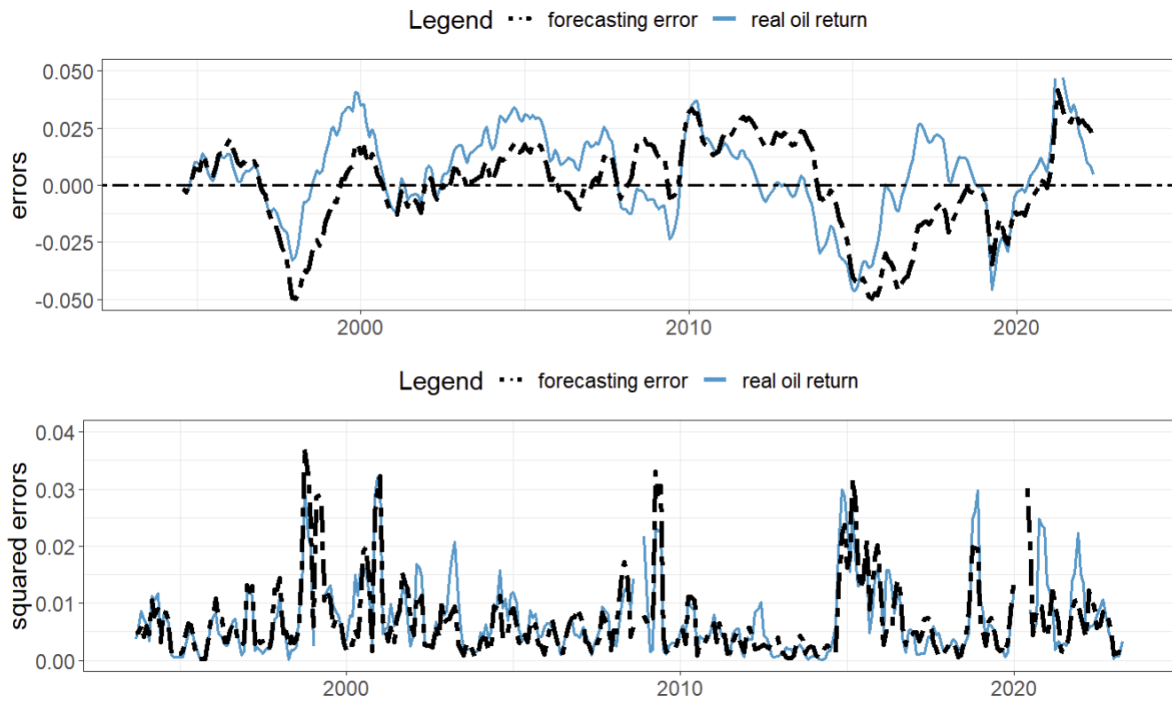 Legend forecasting error real oil return
0.050
0.025
0.000
-0.025
-0.050
errors
2000 2010 2020
Legend forecasting error real oil return
0.04
0.03
0.02
0.01
0.00
squared errors
2000 2010 2020